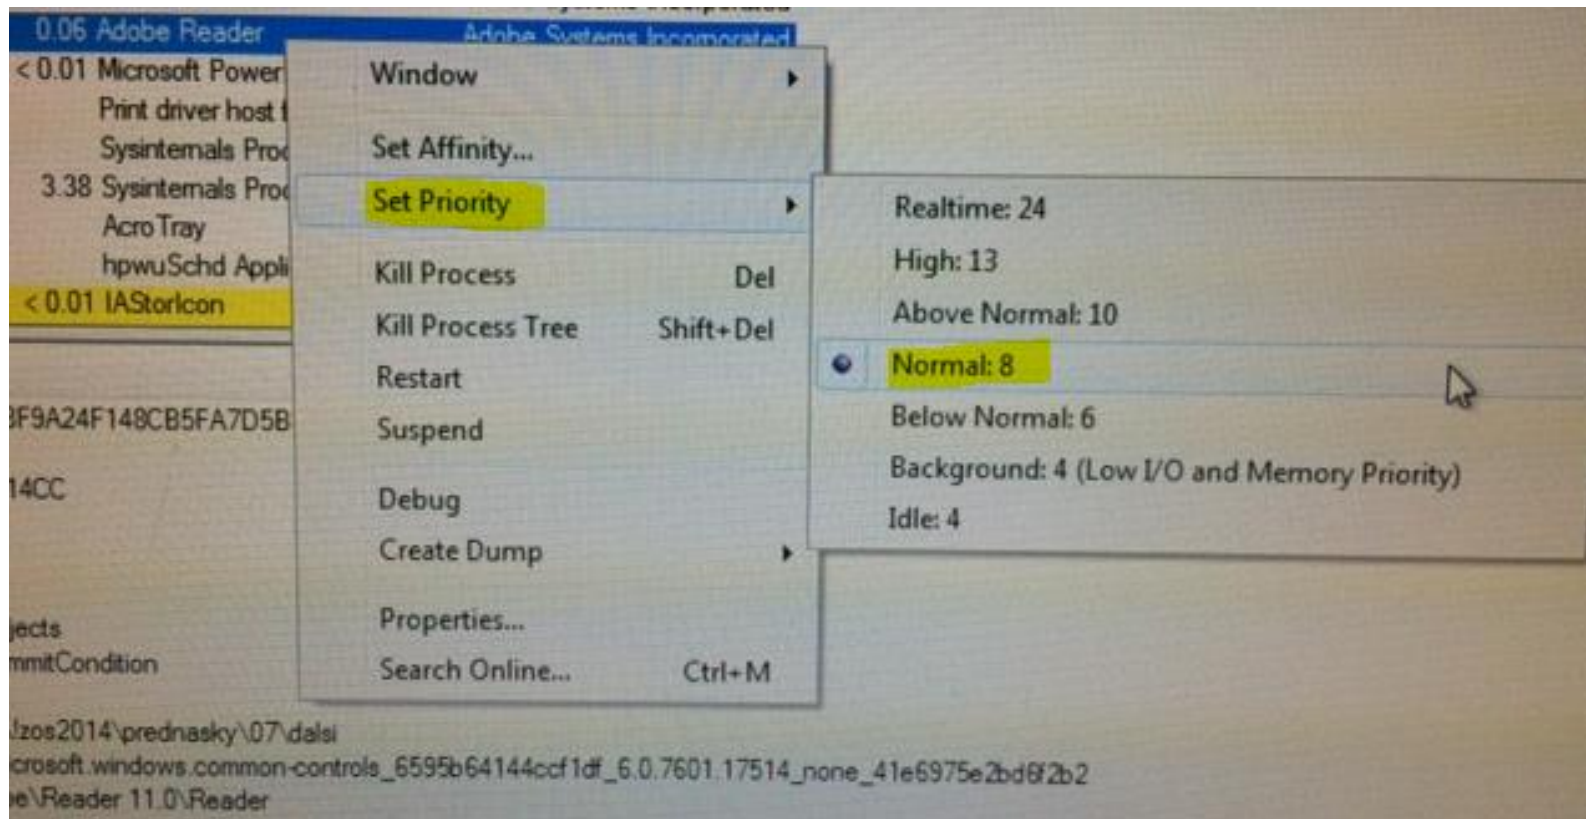 0.06 Adobe Reader Adobe Systems Incorporated
< 0.01 Microsoft Power
Print driver host f
Sysinternals Proc
3.38 Sysinternals Proc
AcroTray
hpwuSchd Appli
< 0.01 IAStorIcon
Window
Set Affinity...
Set Priority
Kill Process Del
Kill Process Tree Shift+Del
Restart
Suspend
Debug
Create Dump
Properties...
Search Online... Ctrl+M
Realtime: 24
High: 13
Above Normal: 10
Normal: 8
Below Normal: 6
Background: 4 (Low I/O and Memory Priority)
Idle: 4
F9A24F148CB5FA7D5B
14CC
jects
mmitCondition
zos2014\prednasky\07\dalsi
crosoft.windows.common-controls_6595b64144ccf1df_6.0.7601.17514_none_41e6975e2bd6f2b2
e\Reader 11.0\Reader